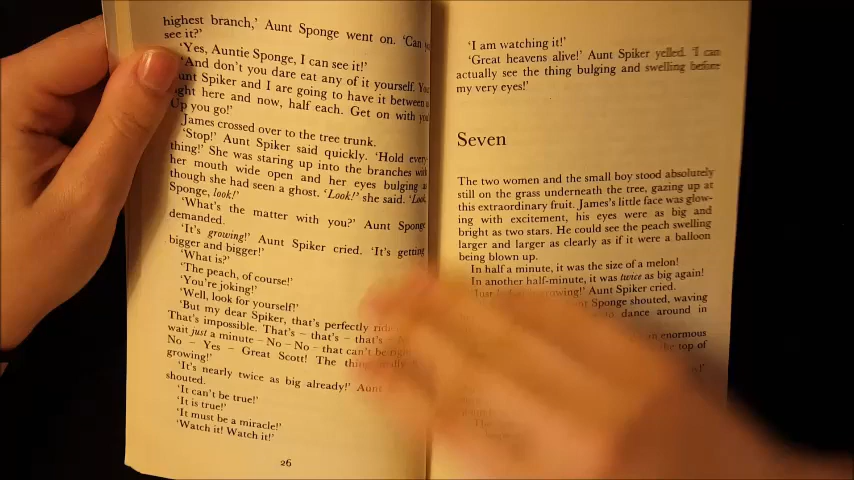 highest branch,' Aunt Sponge went on. 'Can
see it?'
'Yes, Auntie Sponge, I can see it!'
'And don't you dare eat any of it yourself.
Aunt Spiker and I are going to have it between
right here and now, half each. Get on with
Up you go!'
James crossed over to the tree trunk.
'Stop!' Aunt Spiker said quickly. 'Hold
thing!' She was staring up into the branches with
her mouth wide open and her eyes bulging
though she had seen a ghost. 'Look!' she said. 'Look,
Sponge, look!'
'What's the matter with you?' Aunt Sponge
demanded.
'It's growing!' Aunt Spiker cried. 'It's getting
bigger and bigger!'
'What is?'
'The peach, of course!'
'You're joking!'
'Well, look for yourself!'
'But my dear Spiker, that's perfectly
That's impossible. That's – that's – that's –
wait just a minute – No – No – that can't be
No – Yes – Great Scott! The
growing!'
'It's nearly twice as big already!' Aunt
shouted.
'It can't be true!'
'It is true!'
'It must be a miracle!'
'Watch it! Watch it!'
26
'I am watching it!'
'Great heavens alive!' Aunt Spiker yelled. 'I can
actually see the thing bulging and swelling before
my very eyes!'
Seven
The two women and the small boy stood absolutely
still on the grass underneath the tree, gazing up at
this extraordinary fruit. James's little face was glow-
ing with excitement, his eyes were as big and
bright as two stars. He could see the peach swelling
larger and larger as clearly as if it were a balloon
being blown up.
In half a minute, it was the size of a melon!
In another half-minute, it was twice as big again!
growing!' Aunt Spiker cried.
Aunt Sponge shouted, waving
to dance around in
enormous
the top of